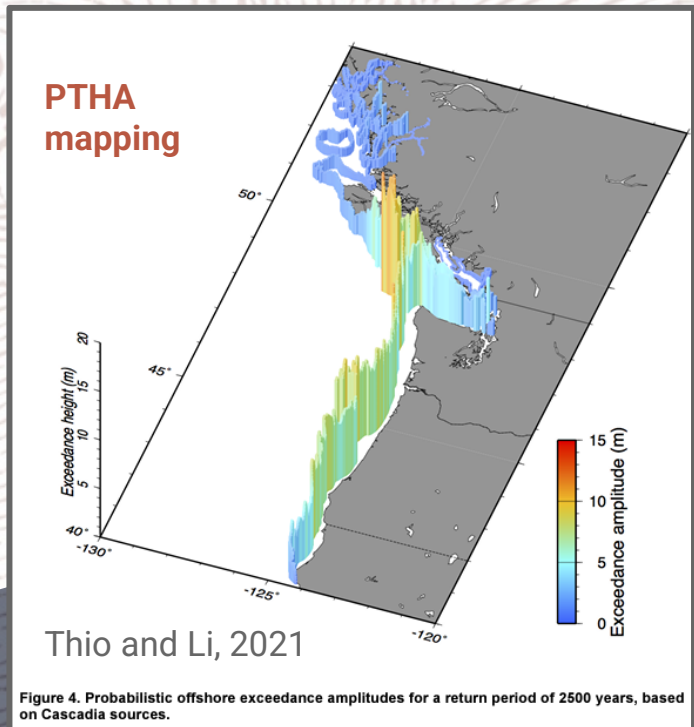 PTHA
mapping
50°
45°
40°
-130°
-125°
-120°
20
15
10
5
Exceedance height (m)
15
10
5
0
Exceedance amplitude (m)
Thio and Li, 2021
Figure 4. Probabilistic offshore exceedance amplitudes for a return period of 2500 years, based
on Cascadia sources.